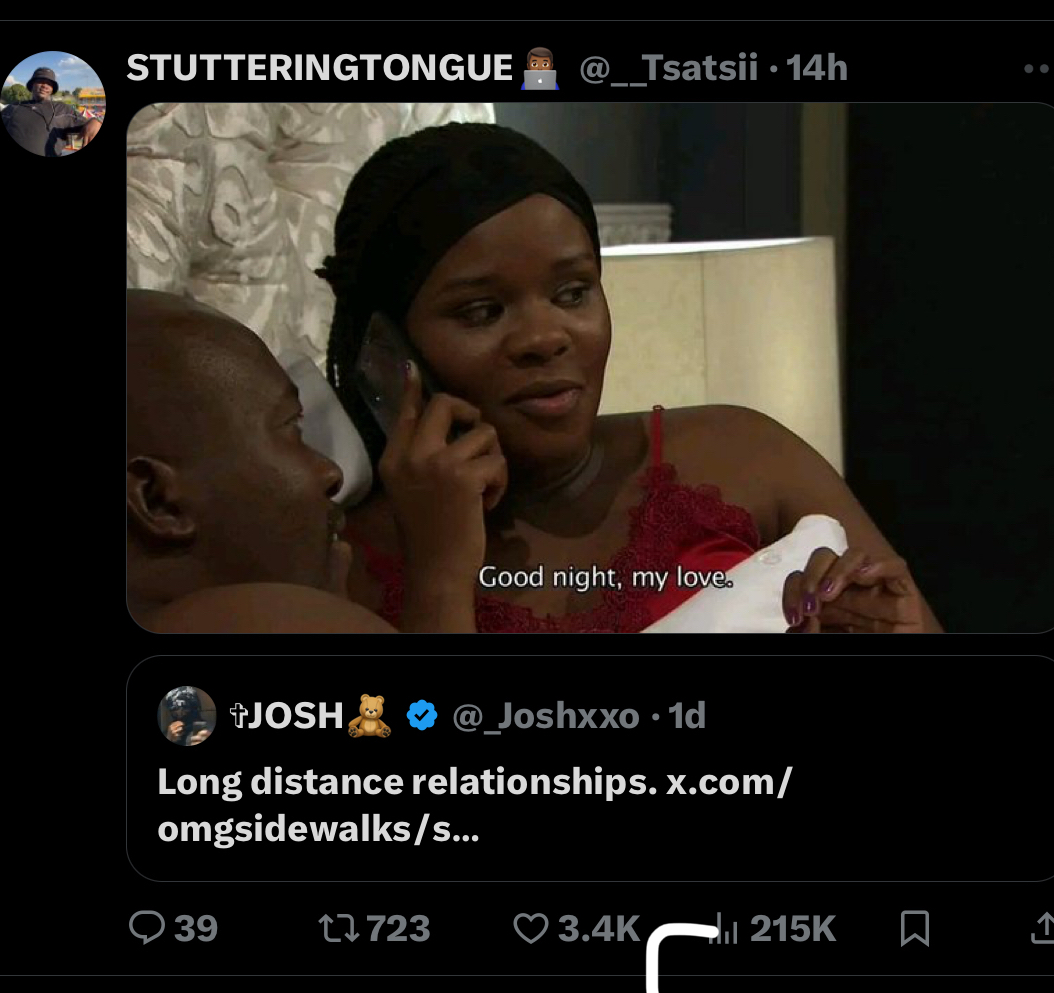 STUTTERINGTONGUE👨🏾‍💻 @__Tsatsii · 14h
Good night, my love.
✞JOSH🧸 @_Joshxxo · 1d
Long distance relationships. x.com/
omgsidewalks/s...
39 723 3.4K 215K